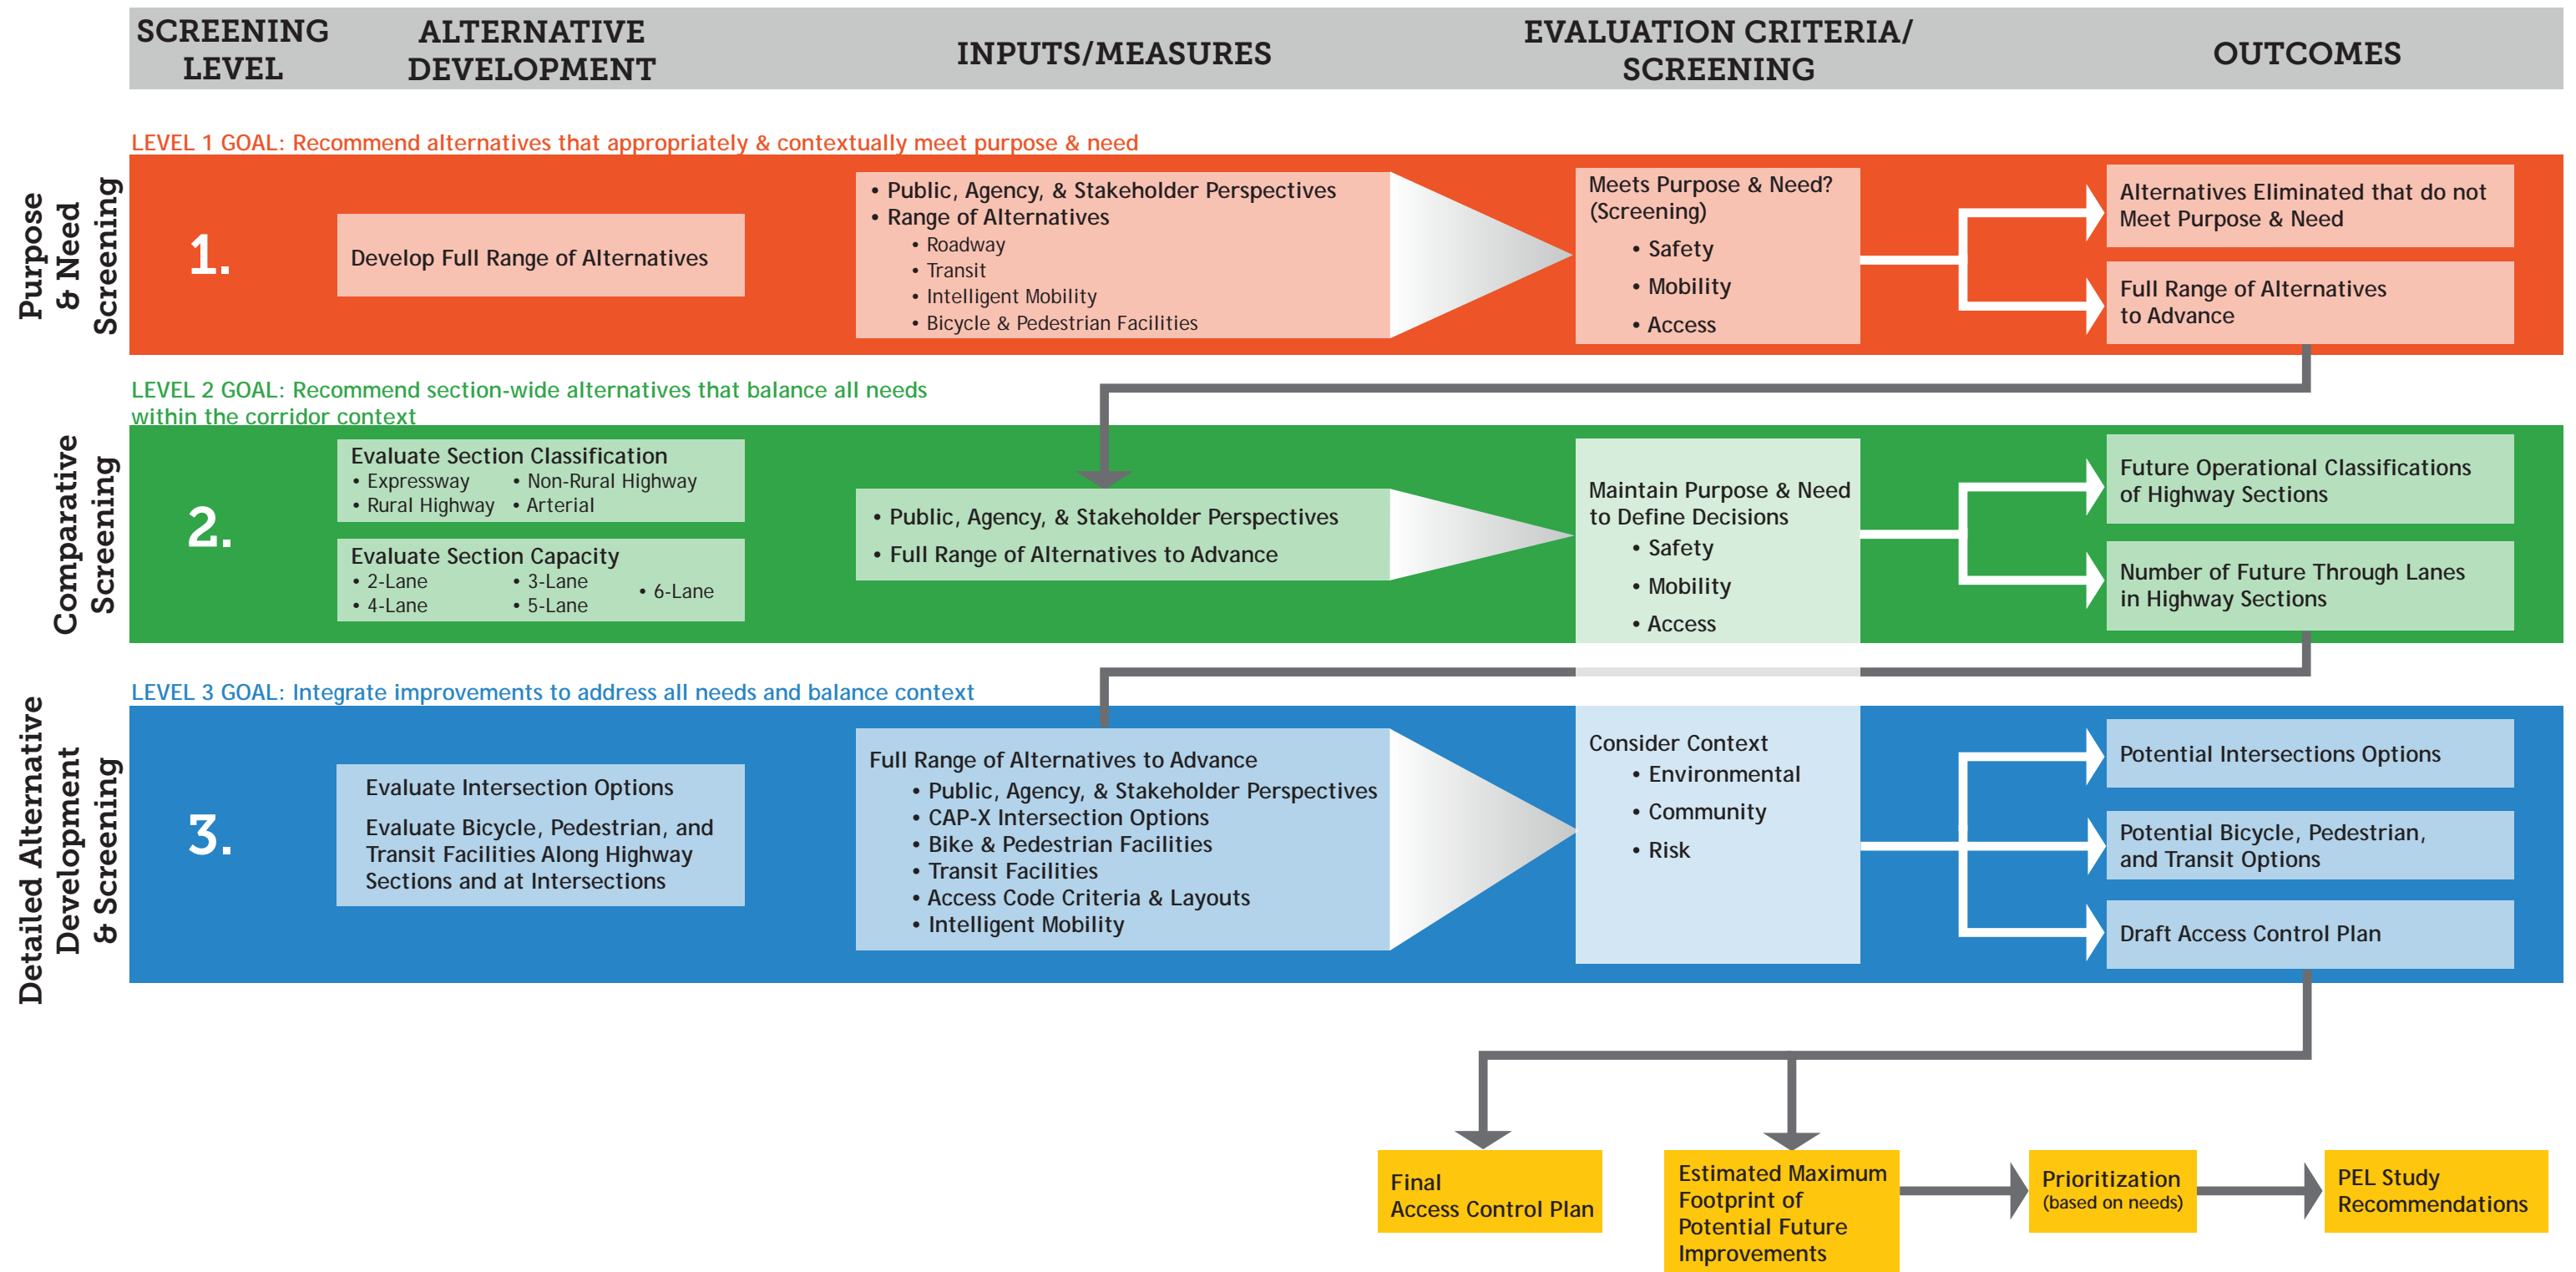 SCREENING
LEVEL
ALTERNATIVE
DEVELOPMENT
INPUTS/MEASURES
EVALUATION CRITERIA/
SCREENING
OUTCOMES
LEVEL 1 GOAL: Recommend alternatives that appropriately & contextually meet purpose & need
Purpose
& Need
Screening
1.
Develop Full Range of Alternatives
• Public, Agency, & Stakeholder Perspectives
• Range of Alternatives
• Roadway
• Transit
• Intelligent Mobility
• Bicycle & Pedestrian Facilities
Meets Purpose & Need?
(Screening)
• Safety
• Mobility
• Access
Alternatives Eliminated that do not
Meet Purpose & Need
Full Range of Alternatives
to Advance
LEVEL 2 GOAL: Recommend section-wide alternatives that balance all needs
within the corridor context
Comparative
Screening
2.
Evaluate Section Classification
• Expressway • Non-Rural Highway
• Rural Highway • Arterial
Evaluate Section Capacity
• 2-Lane • 3-Lane • 6-Lane
• 4-Lane • 5-Lane
• Public, Agency, & Stakeholder Perspectives
• Full Range of Alternatives to Advance
Maintain Purpose & Need
to Define Decisions
• Safety
• Mobility
• Access
Future Operational Classifications
of Highway Sections
Number of Future Through Lanes
in Highway Sections
LEVEL 3 GOAL: Integrate improvements to address all needs and balance context
Detailed Alternative
Development
& Screening
3.
Evaluate Intersection Options
Evaluate Bicycle, Pedestrian, and
Transit Facilities Along Highway
Sections and at Intersections
Full Range of Alternatives to Advance
• Public, Agency, & Stakeholder Perspectives
• CAP-X Intersection Options
• Bike & Pedestrian Facilities
• Transit Facilities
• Access Code Criteria & Layouts
• Intelligent Mobility
Consider Context
• Environmental
• Community
• Risk
Potential Intersections Options
Potential Bicycle, Pedestrian,
and Transit Options
Draft Access Control Plan
Final
Access Control Plan
Estimated Maximum
Footprint of
Potential Future
Improvements
Prioritization
(based on needs)
PEL Study
Recommendations